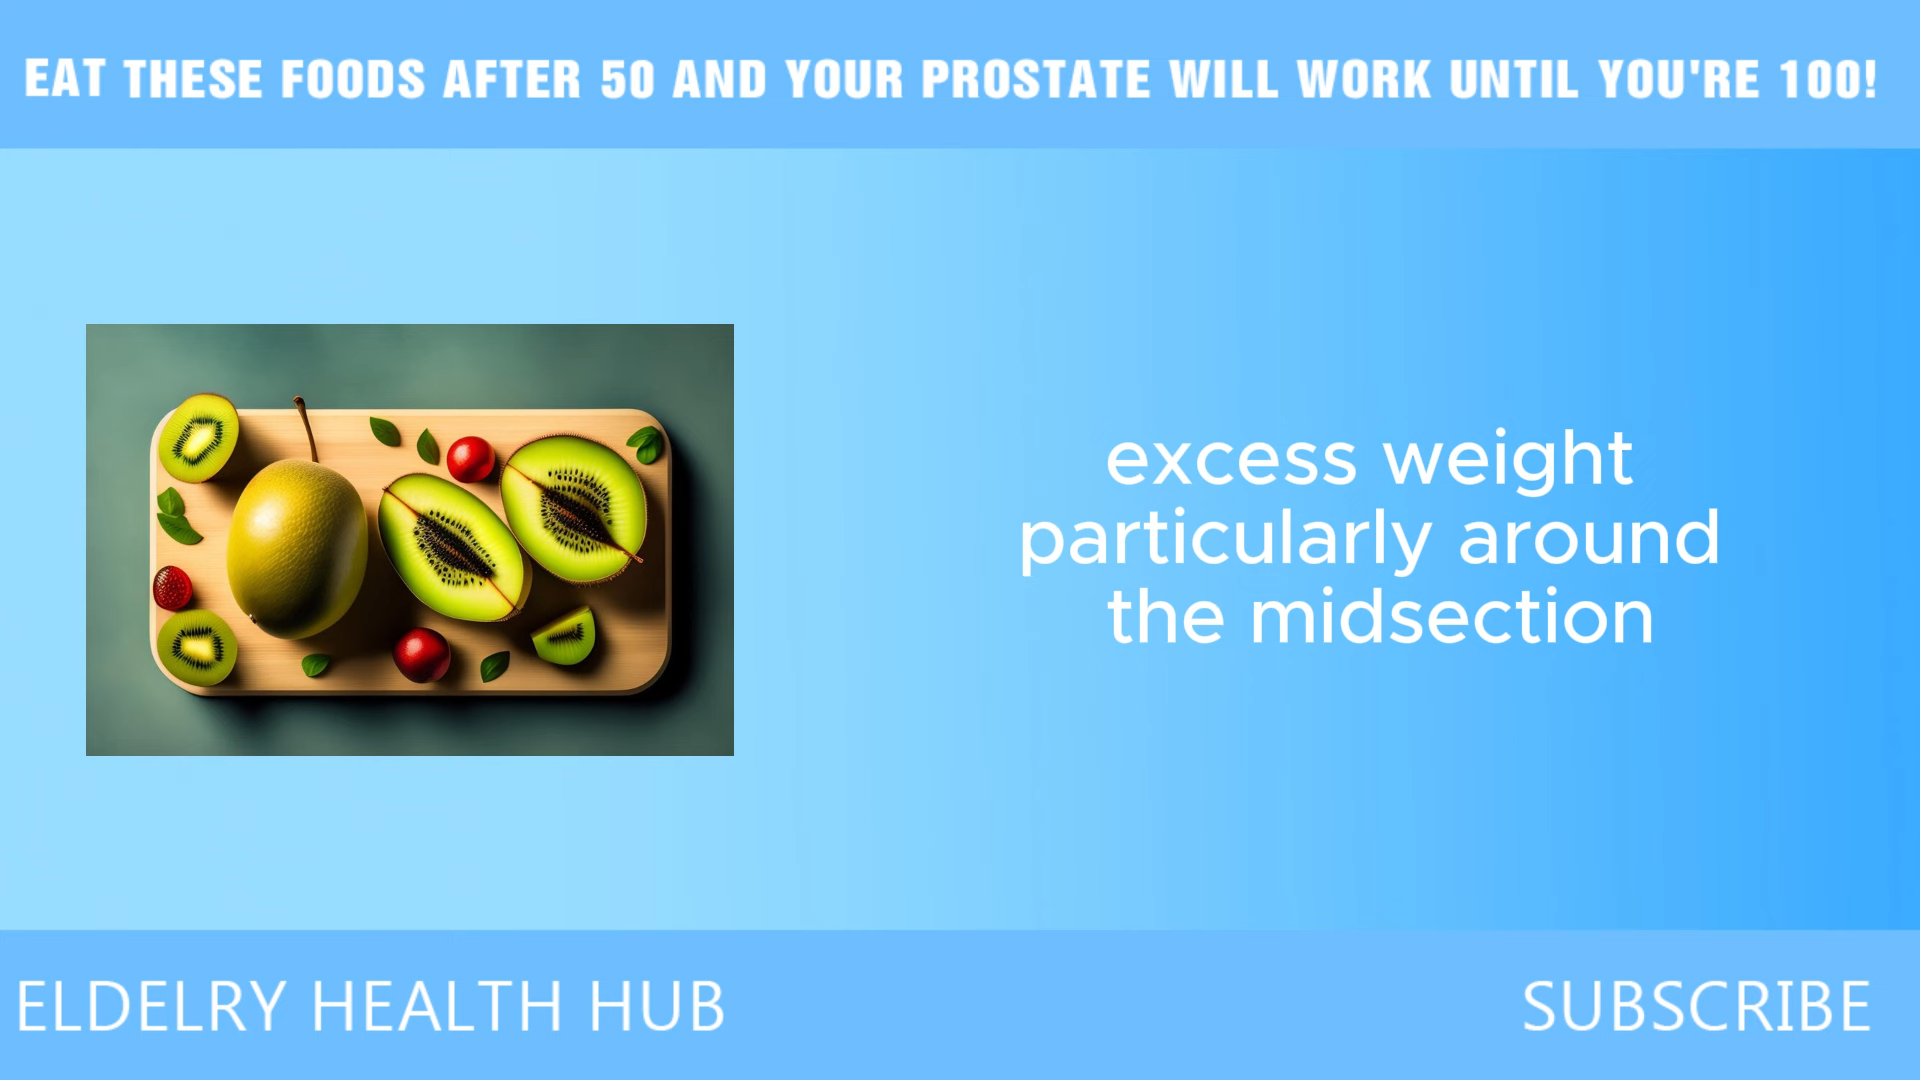 EAT THESE FOODS AFTER 50 AND YOUR PROSTATE WILL WORK UNTIL YOU'RE 100!
excess weight
particularly around
the midsection
ELDELRY HEALTH HUB
SUBSCRIBE